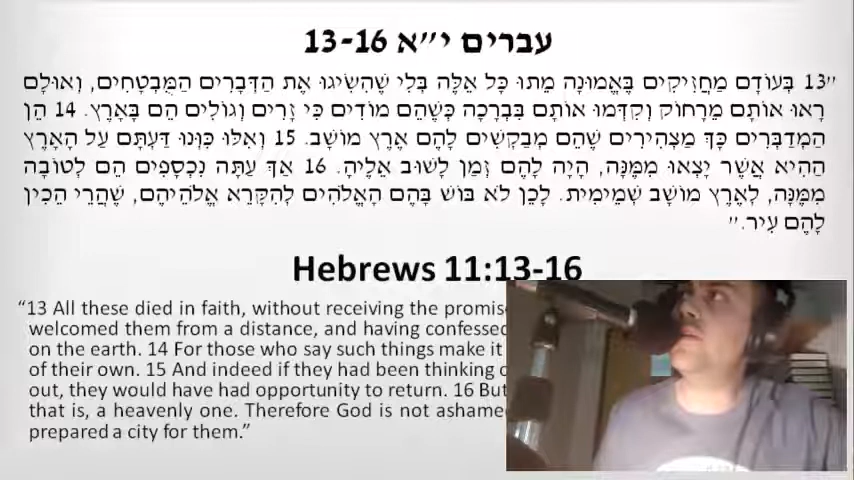 עברים י״א 13-16
״13 בְּעוֹדָם מַחֲזִיקִים בֶּאֱמוּנָה מֵתוּ כָּל אֵלֶּה בְּלִי שֶׁהִשִּׂיגוּ אֶת הַדְּבָרִים הַמֻּבְטָחִים, וְאוּלָם
רָאוּ אוֹתָם מֵרָחוֹק וְקִדְּמוּ אוֹתָם בִּבְרָכָה כְּשֶׁהֵם מוֹדִים כִּי זָרִים וְגוֹלִים הֵם בָּאָרֶץ. 14 הֵן
הַמְדַבְּרִים כָּךְ מַצְהִירִים שֶׁהֵם מְבַקְשִׁים לָהֶם אֶרֶץ מוֹשָׁב. 15 וְאִלּוּ כִּוְּנוּ דַּעְתָּם עַל הָאָרֶץ
הַהִיא אֲשֶׁר יָצְאוּ מִמֶּנָּה, הָיָה לָהֶם זְמַן לָשׁוּב אֵלֶיהָ. 16 אַךְ עַתָּה נִכְסָפִים הֵם לְטוֹבָה
מִמֶּנָּה, לְאֶרֶץ מוֹשָׁב שְׁמֵימִית. לָכֵן לֹא בּוֹשׁ בָּהֶם הָאֱלֹהִים לְהִקָּרֵא אֱלֹהֵיהֶם, שֶׁהֲרֵי הֵכִין
לָהֶם עִיר.״
Hebrews 11:13-16
“13 All these died in faith, without receiving the promis
welcomed them from a distance, and having confessed
on the earth. 14 For those who say such things make it
of their own. 15 And indeed if they had been thinking
out, they would have had opportunity to return. 16 But
that is, a heavenly one. Therefore God is not ashame
prepared a city for them.”